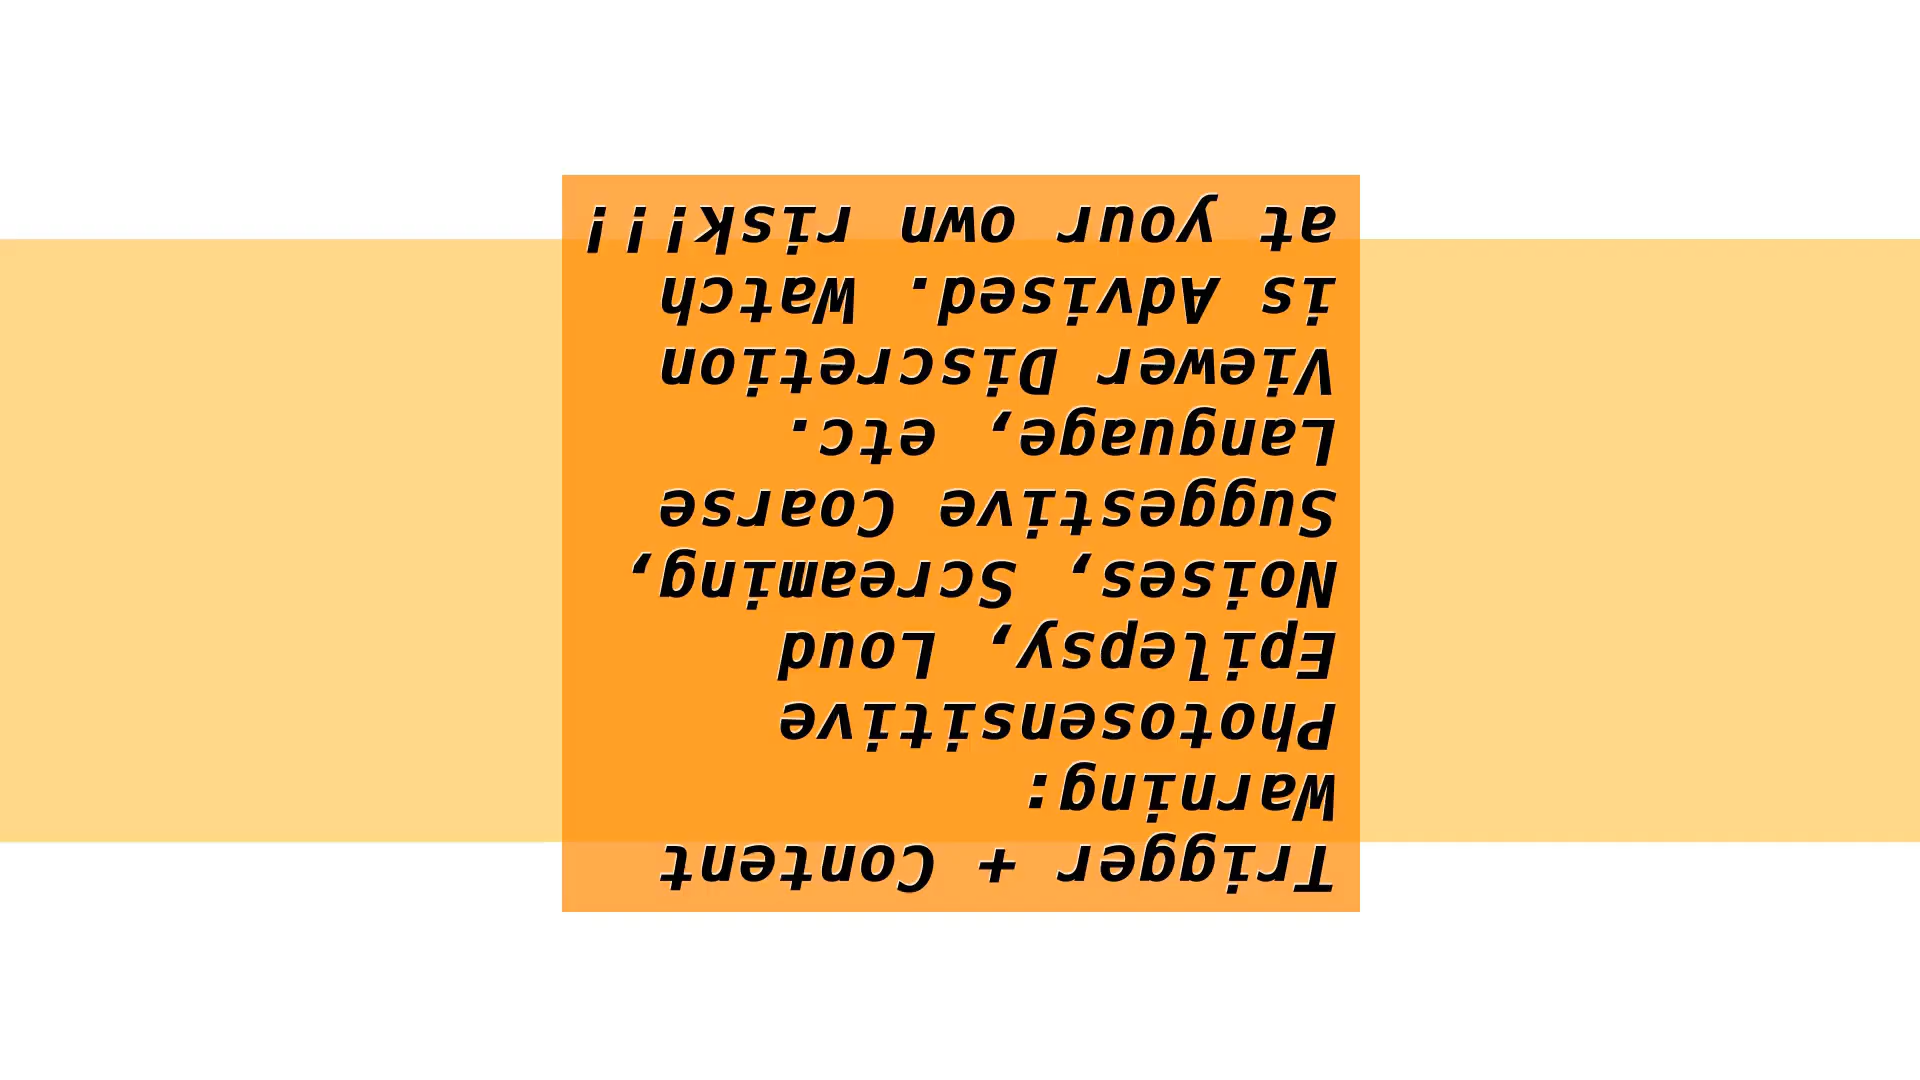 Trigger + Content
Warning:
Photosensitive
Epilepsy, Loud
Noises, Screaming,
Suggestive Coarse
Language, etc.
Viewer Discretion
is Advised. Watch
at your own risk!!!